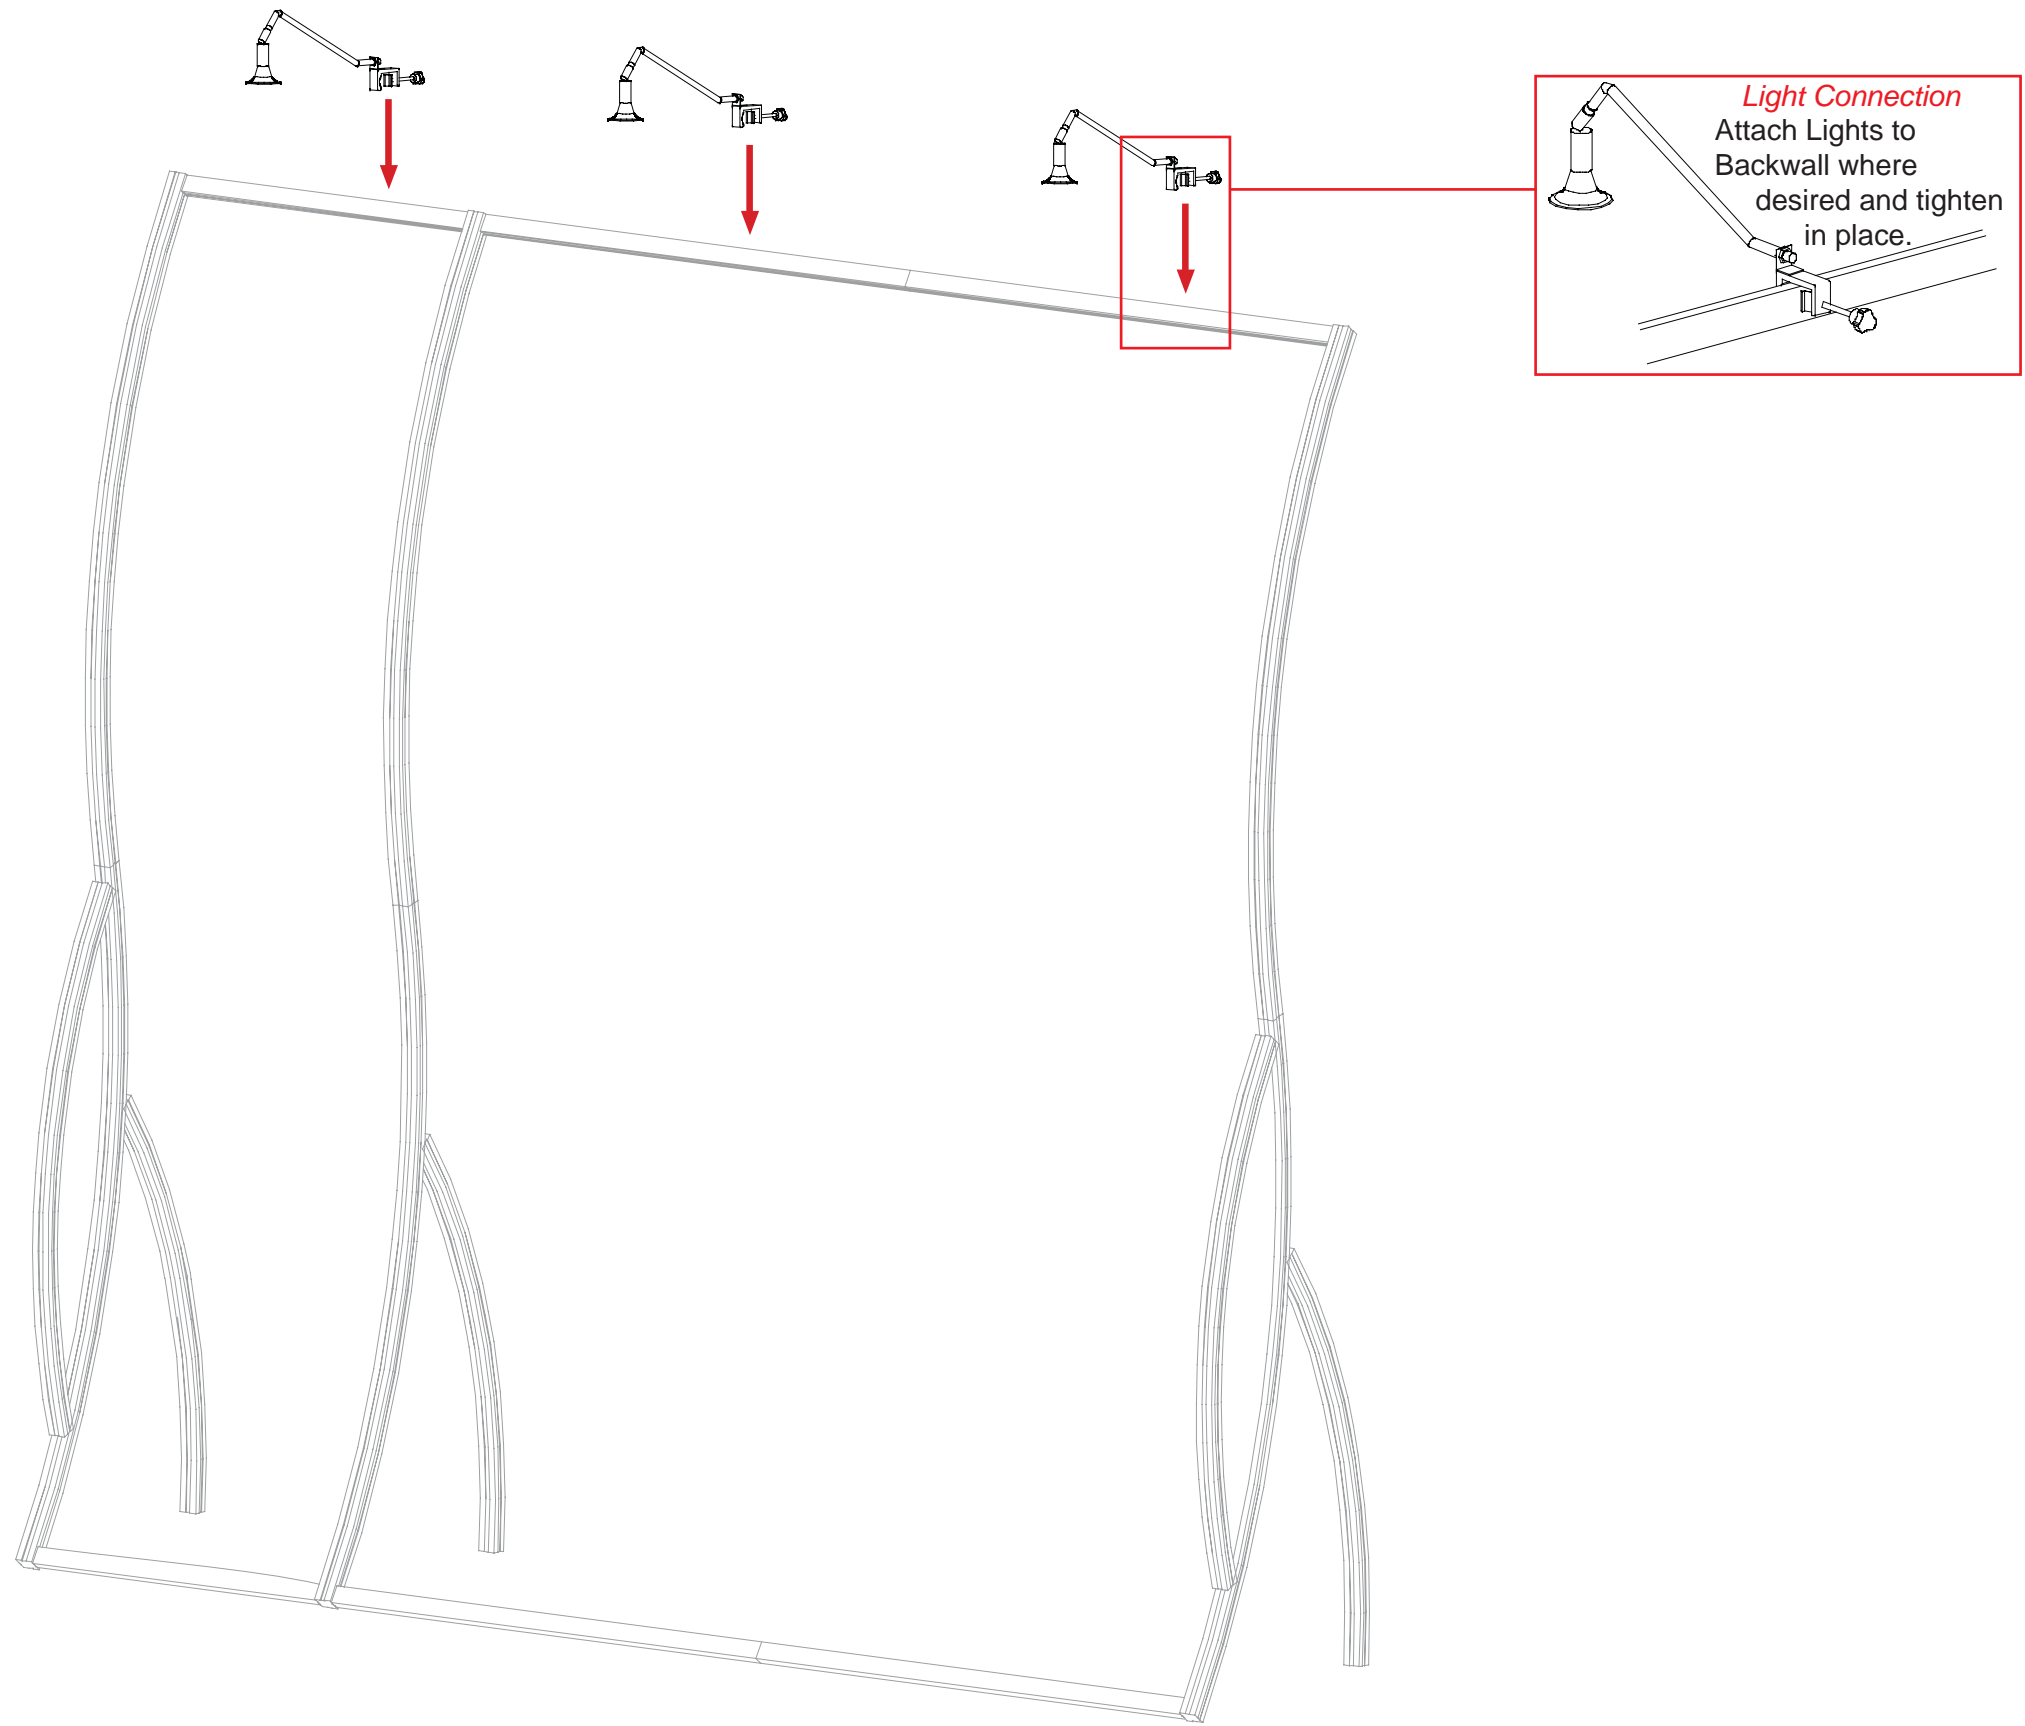 Light Connection
Attach Lights to
Backwall where
desired and tighten
in place.